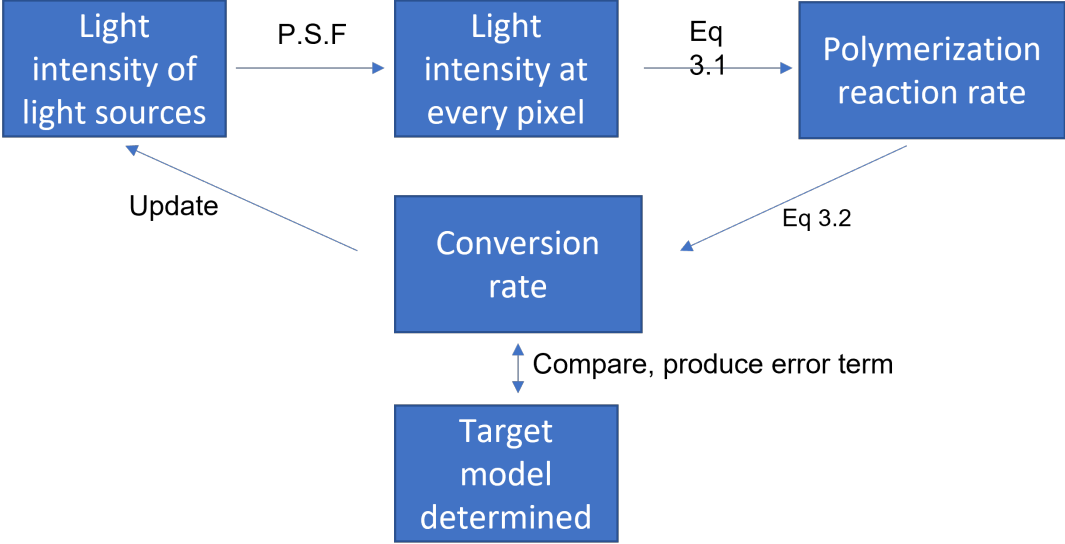 Light
intensity of
light sources
P.S.F
Light
intensity at
every pixel
Eq
3.1
Polymerization
reaction rate
Update
Conversion
rate
Eq 3.2
Compare, produce error term
Target
model
determined